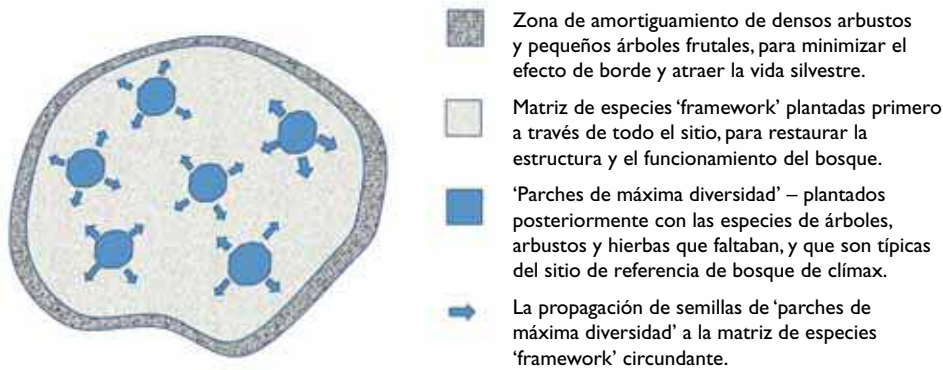 Zona de amortiguamiento de densos arbustos
y pequeños árboles frutales, para minimizar el
efecto de borde y atraer la vida silvestre.
Matriz de especies ‘framework’ plantadas primero
a través de todo el sitio, para restaurar la
estructura y el funcionamiento del bosque.
‘Parches de máxima diversidad’ – plantados
posteriormente con las especies de árboles,
arbustos y hierbas que faltaban, y que son típicas
del sitio de referencia de bosque de clímax.
La propagación de semillas de ‘parches de
máxima diversidad’ a la matriz de especies
‘framework’ circundante.